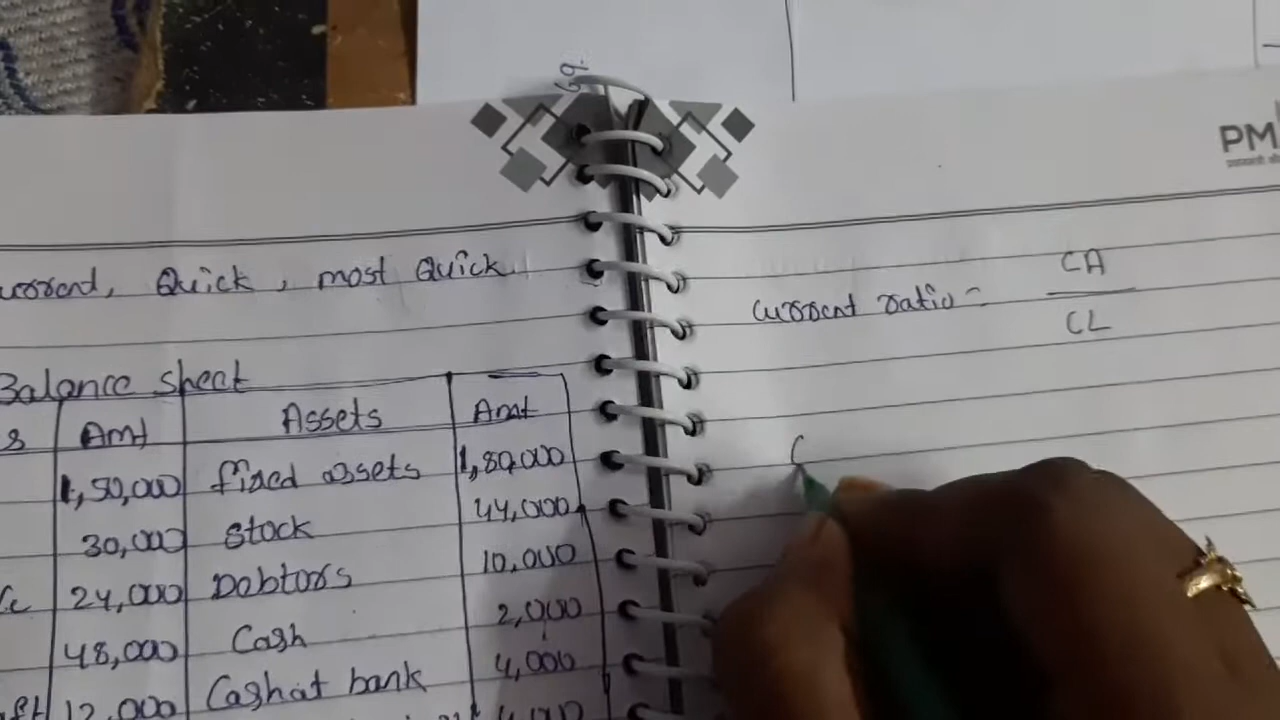 69.
PM
urrent, Quick, most Quick.
Current ratio = CA
CL
Balance sheet
s Amt Assets Amt
1,50,000 fixed assets 1,80,000
30,000 Stock 44,000
24,000 Debtors 10,000
48,000 Cash 2,000
12,000 Cash at bank 4,000
C